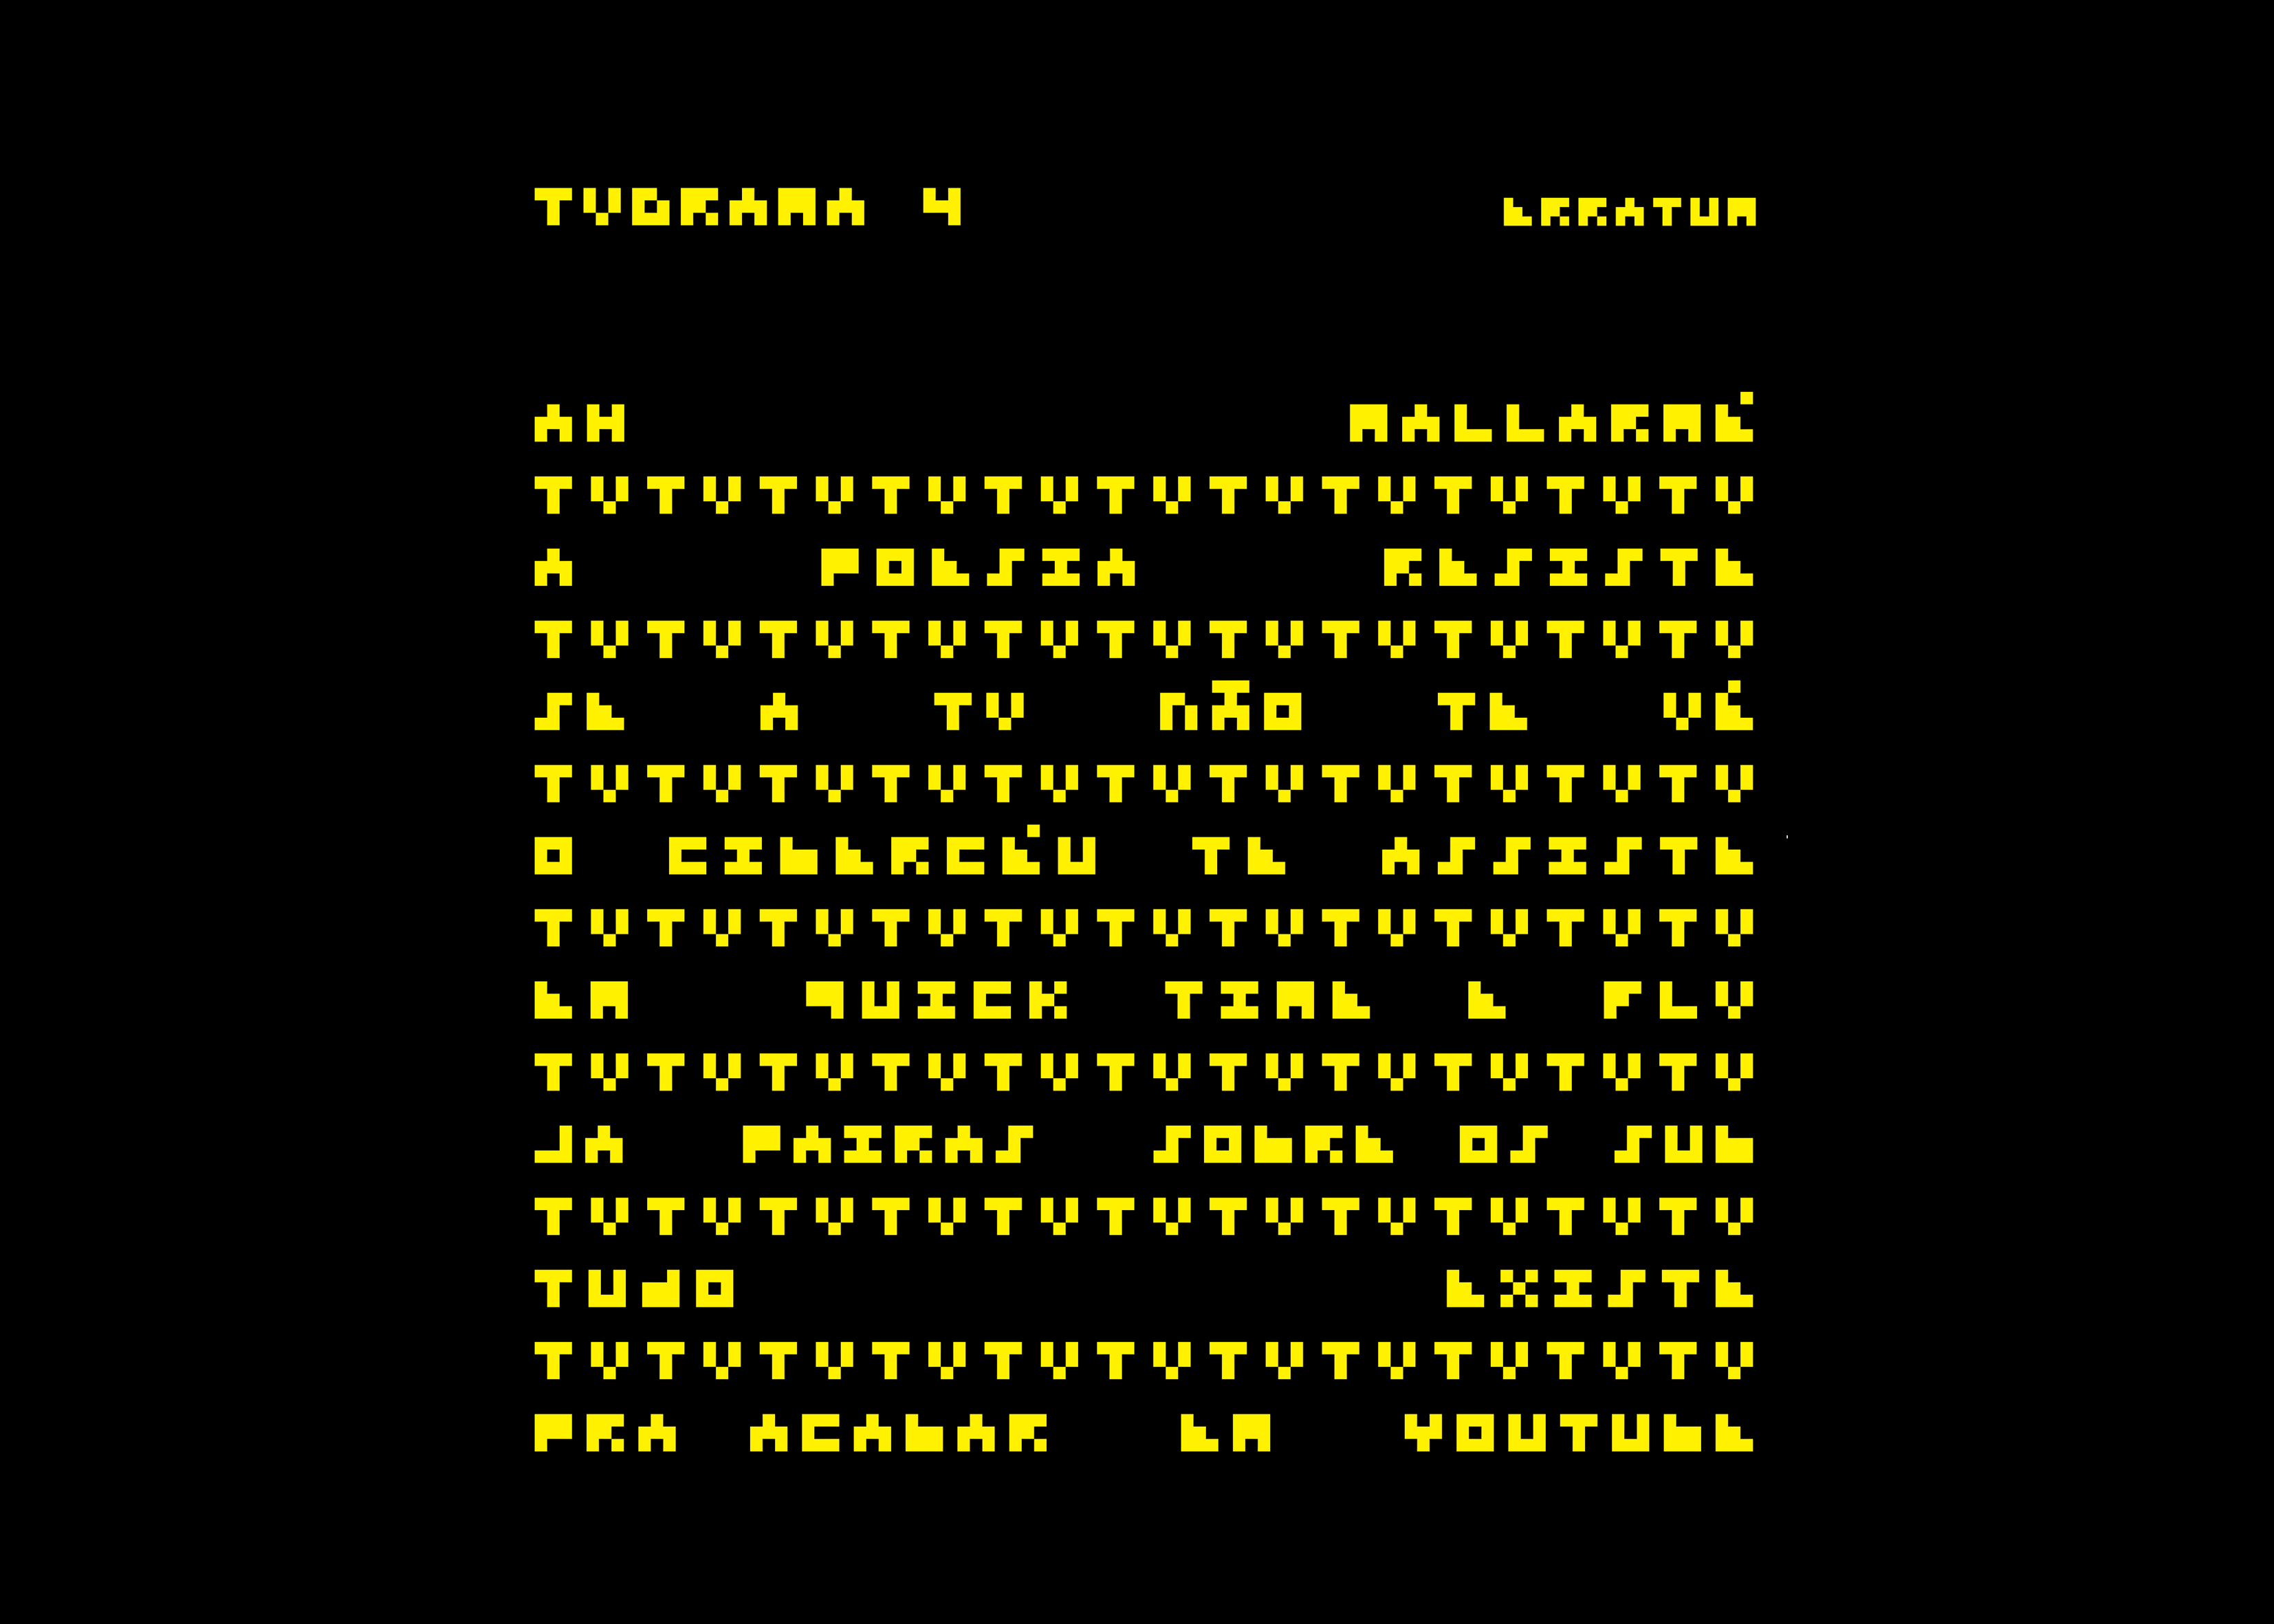 TVGRAMA 4 ERRATUM
AH MALLARMÉ
TVTVTVTVTVTVTVTVTVTVTV
A POESIA RESISTE
TVTVTVTVTVTVTVTVTVTVTV
SE A TV NÃO TE VÊ
TVTVTVTVTVTVTVTVTVTVTV
O CIBERCÉU TE ASSISTE
TVTVTVTVTVTVTVTVTVTVTV
EM QUICK TIME E FLV
TVTVTVTVTVTVTVTVTVTVTV
JA PAIRAS SOBRE OS SUB
TVTVTVTVTVTVTVTVTVTVTV
TUDO EXISTE
TVTVTVTVTVTVTVTVTVTVTV
PRA ACABAR EM YOUTUBE